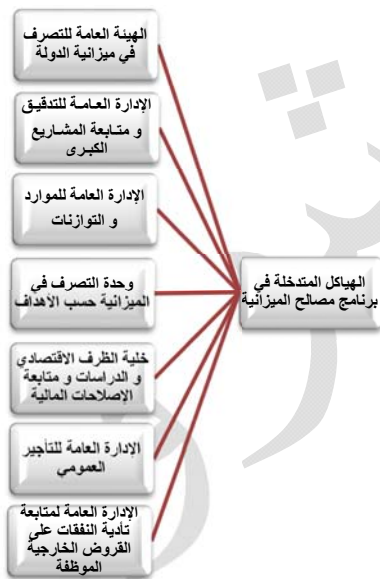 الهياكل المتدخلة في
برنامج مصالح الميزانية
الهيئة العامة للتصرف
في ميزانية الدولة
الإدارة العامة للتدقيق
و متابعة المشاريع
الكبرى
الإدارة العامة للموارد
و التوازنات
وحدة التصرف في
الميزانية حسب الأهداف
خلية الظرف الاقتصادي
و الدراسات و متابعة
الإصلاحات المالية
الإدارة العامة للتأجير
العمومي
الإدارة العامة لمتابعة
تأدية النفقات على
القروض الخارجية
الموظفة